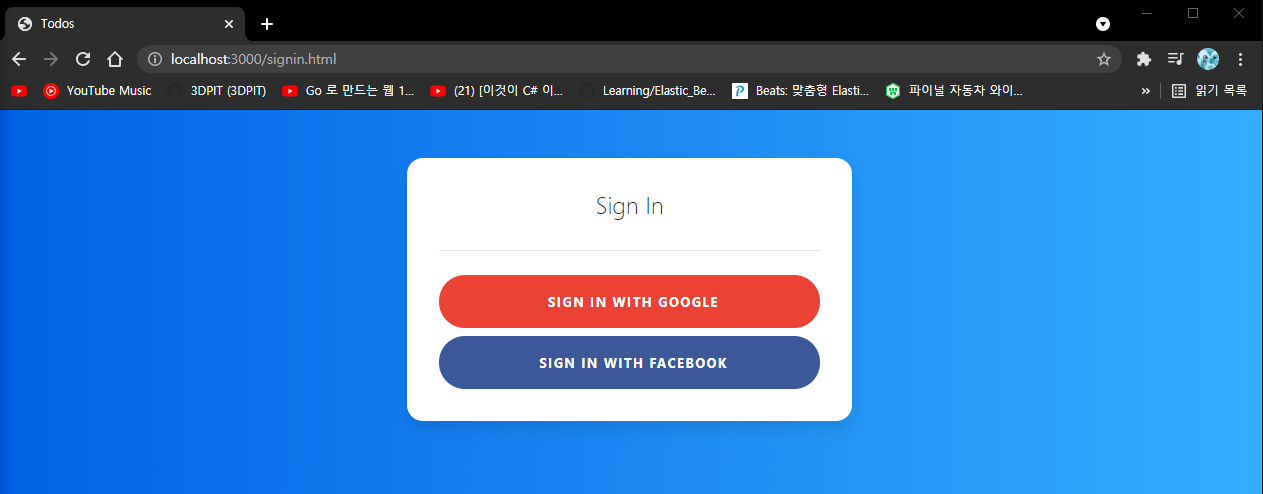 Todos
localhost:3000/signin.html
YouTube Music
3DPIT (3DPIT)
Go 로 만드는 웹 1...
(21) [이것이 C# 이...
Learning/Elastic_Be...
Beats: 맞춤형 Elasti...
파이널 자동차 와이...
»
읽기 목록
Sign In
SIGN IN WITH GOOGLE
SIGN IN WITH FACEBOOK